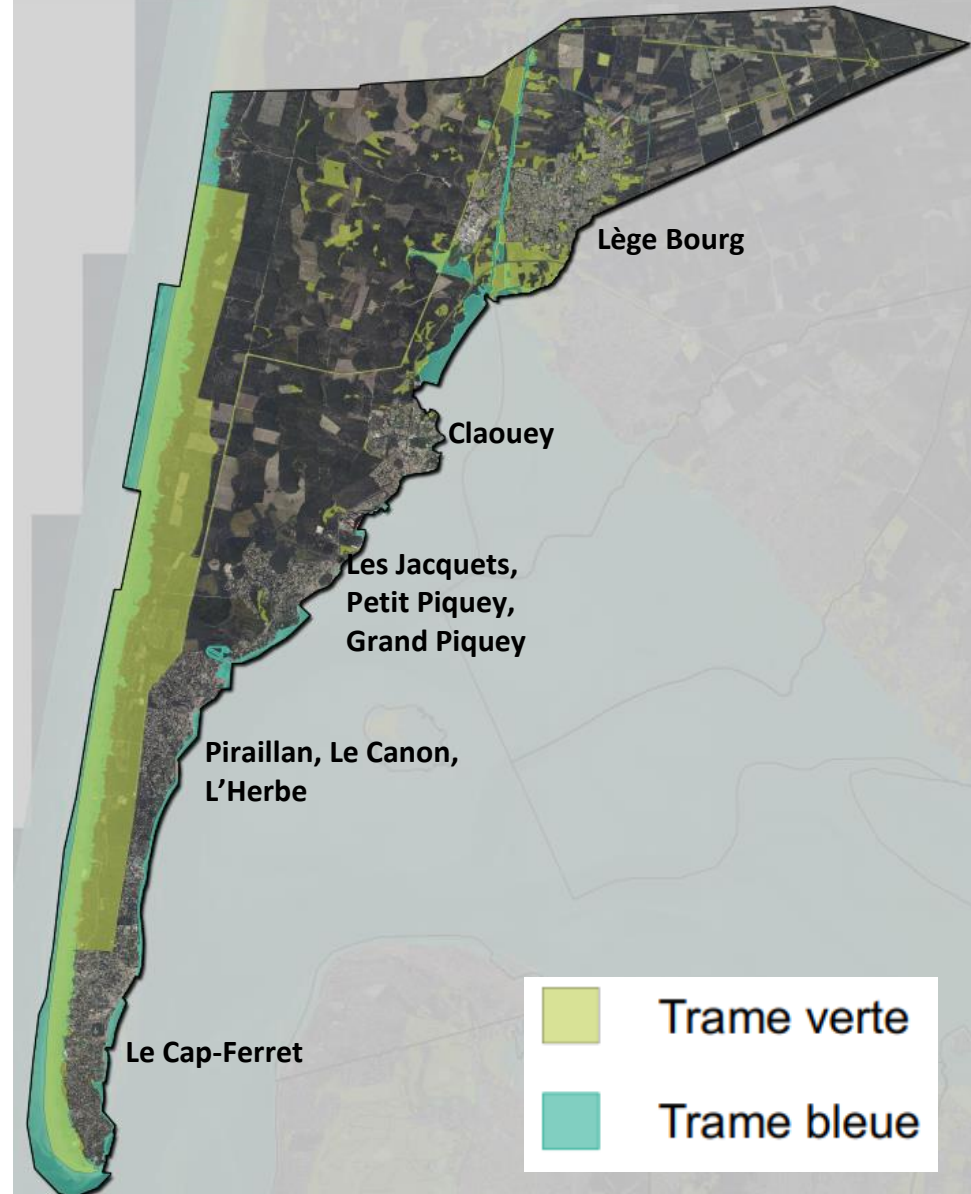 Lège Bourg
Claouey
Les Jacquets,
Petit Piquey,
Grand Piquey
Piraillan, Le Canon,
L’Herbe
Le Cap-Ferret
Trame verte
Trame bleue